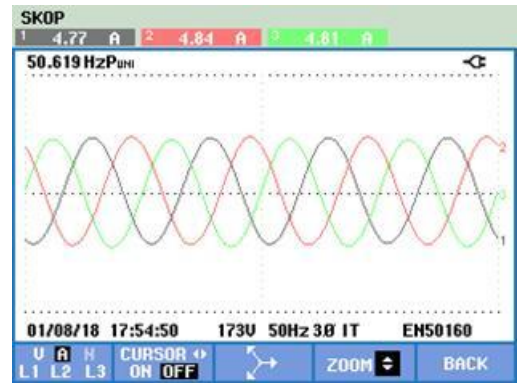 SKOP
1 4.77 A 2 4.84 A 3 4.81 A
50.619 HzPUNI
2
3
1
01/08/18 17:54:50 173V 50Hz 3.Ø IT EN50160
V A N
L1 L2 L3
CURSOR
ON OFF
ZOOM
BACK